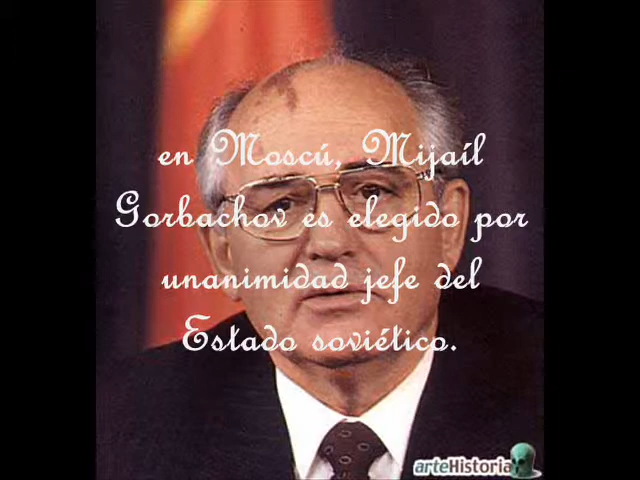 en Moscú, Mijaíl
Gorbachov es elegido por
unanimidad jefe del
Estado soviético.
arteHistoria